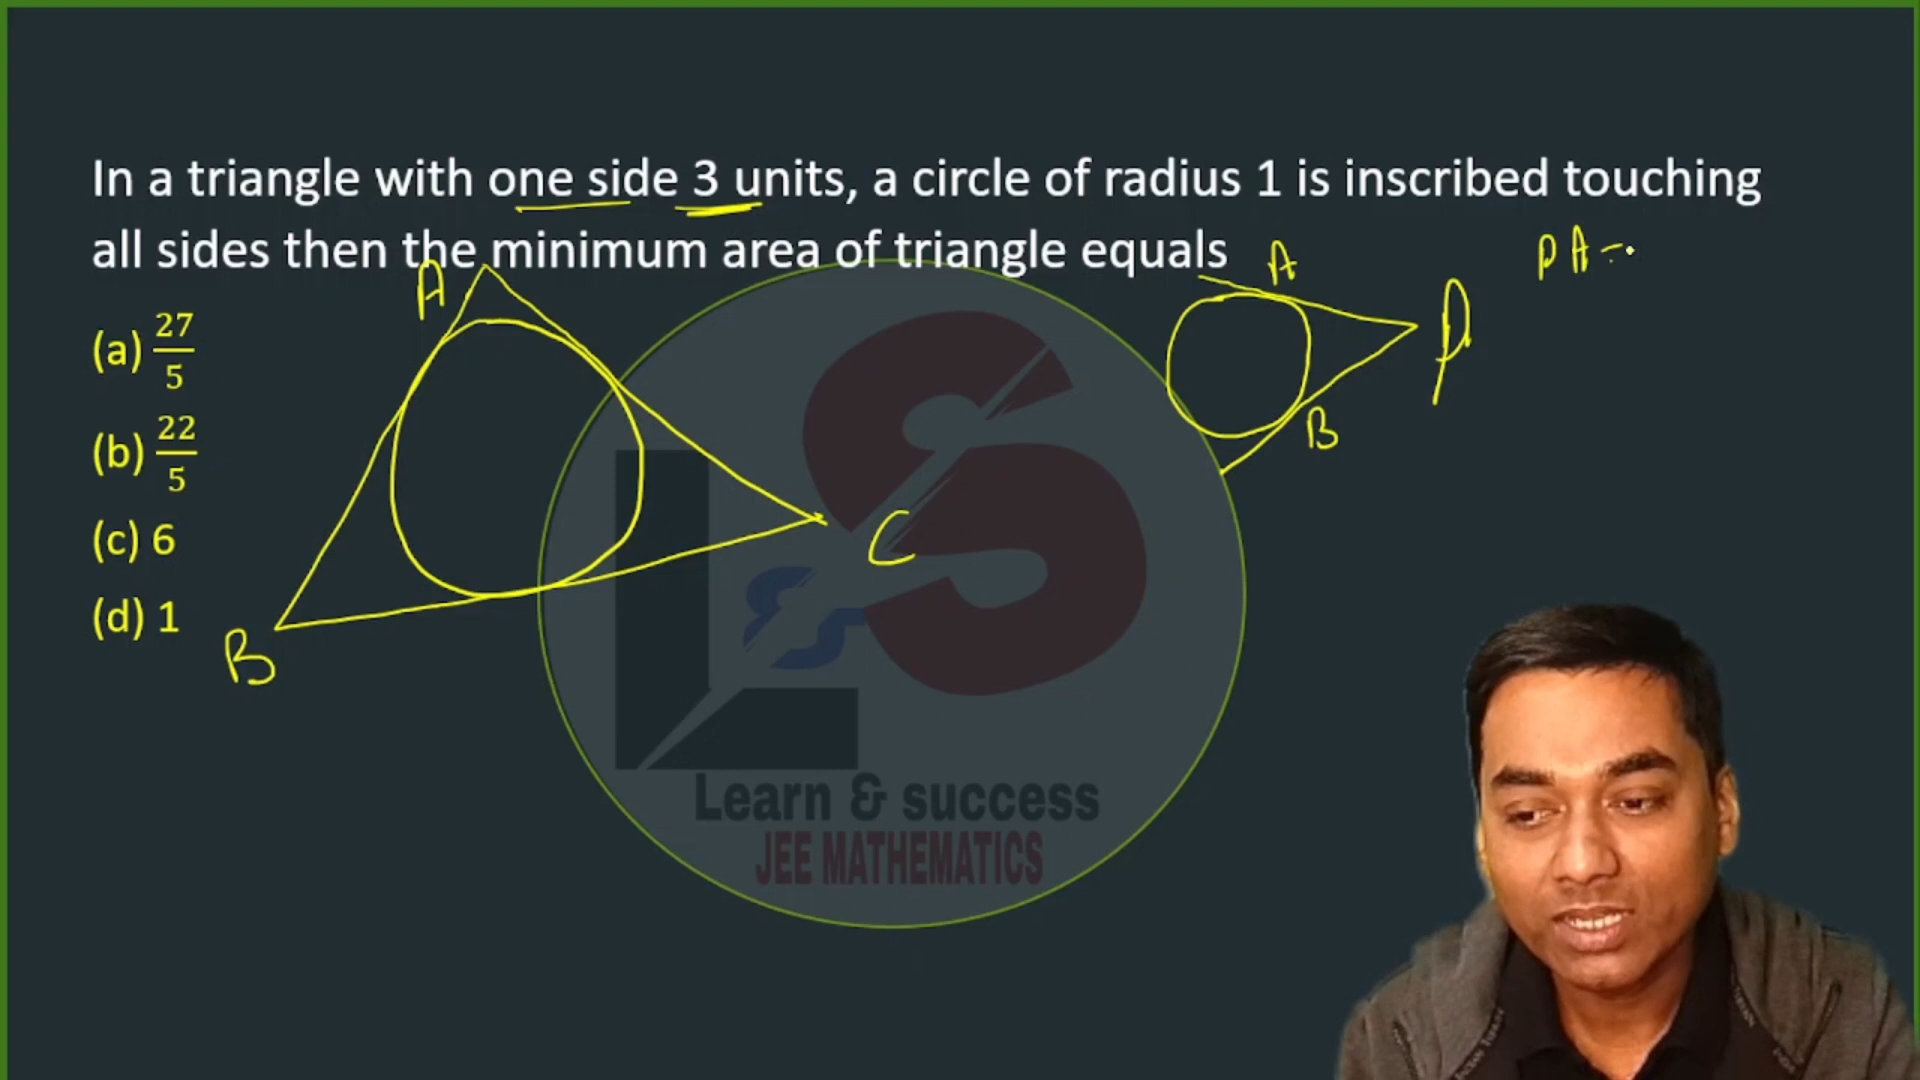 In a triangle with one side 3 units, a circle of radius 1 is inscribed touching
all sides then the minimum area of triangle equals
(a) 27/5
(b) 22/5
(c) 6
(d) 1
A
B
C
A
P
B
PA =
LS
&
S
Learn & success
JEE MATHEMATICS